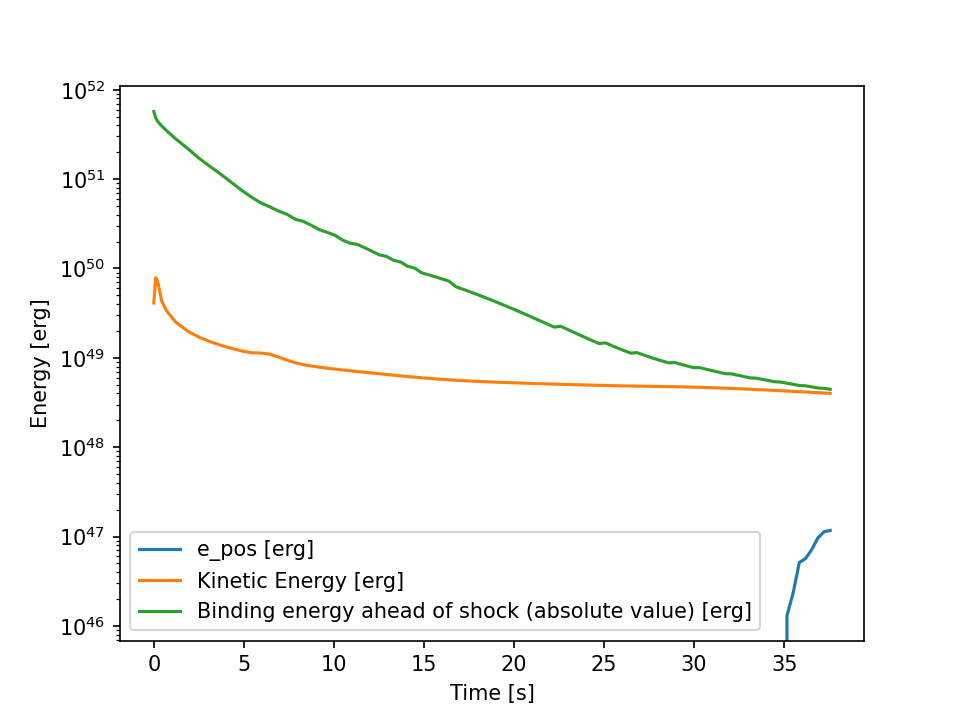 10^52
10^51
10^50
10^49
10^48
10^47
10^46
Energy [erg]
e_pos [erg]
Kinetic Energy [erg]
Binding energy ahead of shock (absolute value) [erg]
0 5 10 15 20 25 30 35
Time [s]